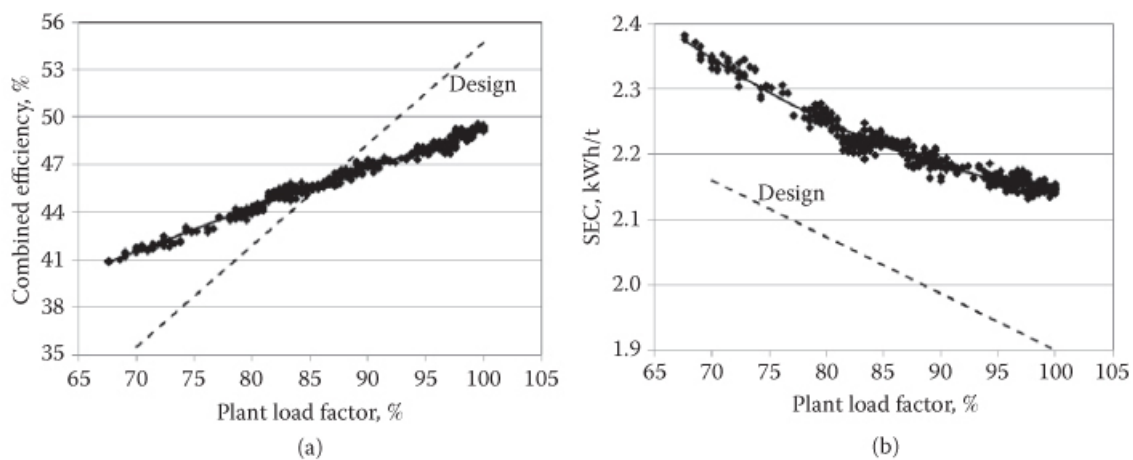 Combined efficiency, %
56
53
50
47
44
41
38
35
Design
65 70 75 80 85 90 95 100 105
Plant load factor, %
(a)
SEC, kWh/t
2.4
2.3
2.2
2.1
2.0
1.9
Design
65 70 75 80 85 90 95 100 105
Plant load factor, %
(b)